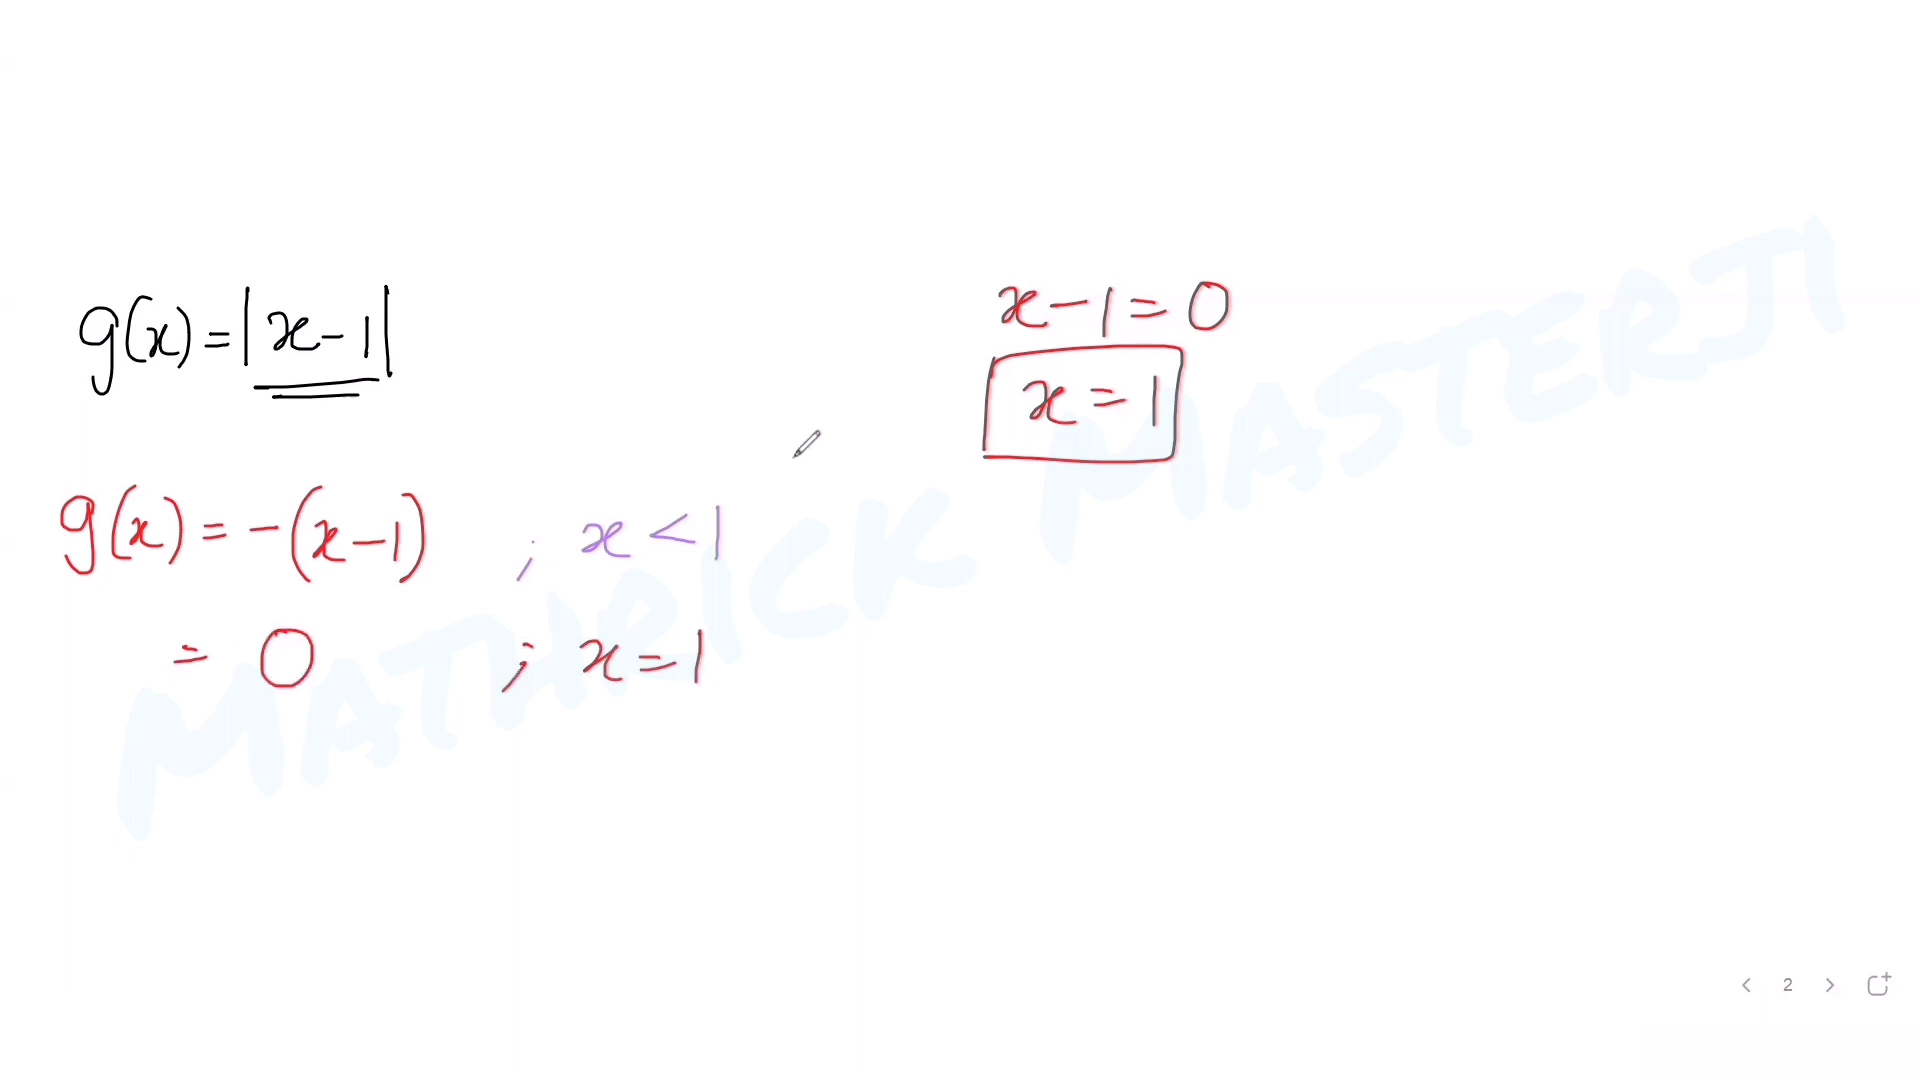 g(x) = |x-1|
x-1=0
x=1
g(x) = -(x-1) ; x<1
= 0 ; x=1
MATHRICK MASTERJI
2